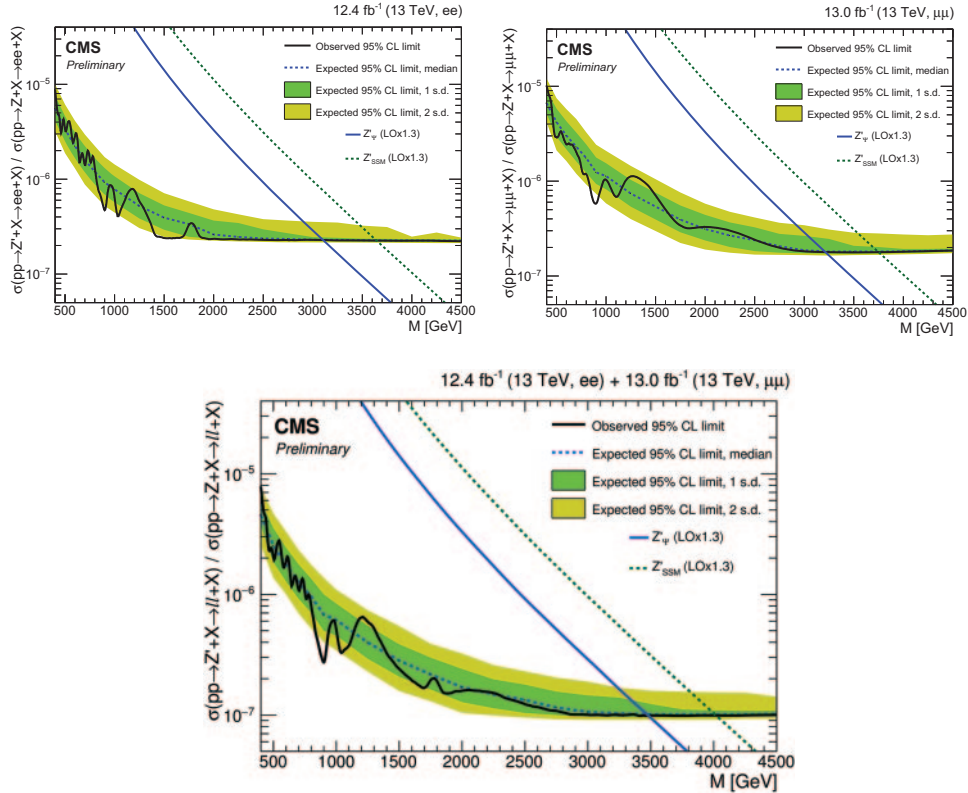 12.4 fb⁻¹ (13 TeV, ee)
CMS
Preliminary
Observed 95% CL limit
Expected 95% CL limit, median
Expected 95% CL limit, 1 s.d.
Expected 95% CL limit, 2 s.d.
Z'Ψ (LOx1.3)
Z'SSM (LOx1.3)
σ(pp→Z'+X→ee+X) / σ(pp→Z+X→ee+X)
10⁻⁵
10⁻⁶
10⁻⁷
500 1000 1500 2000 2500 3000 3500 4000 4500
M [GeV]
13.0 fb⁻¹ (13 TeV, μμ)
CMS
Preliminary
Observed 95% CL limit
Expected 95% CL limit, median
Expected 95% CL limit, 1 s.d.
Expected 95% CL limit, 2 s.d.
Z'Ψ (LOx1.3)
Z'SSM (LOx1.3)
σ(pp→Z'+X→μμ+X) / σ(pp→Z+X→μμ+X)
10⁻⁵
10⁻⁶
10⁻⁷
500 1000 1500 2000 2500 3000 3500 4000 4500
M [GeV]
12.4 fb⁻¹ (13 TeV, ee) + 13.0 fb⁻¹ (13 TeV, μμ)
CMS
Preliminary
Observed 95% CL limit
Expected 95% CL limit, median
Expected 95% CL limit, 1 s.d.
Expected 95% CL limit, 2 s.d.
Z'Ψ (LOx1.3)
Z'SSM (LOx1.3)
σ(pp→Z'+X→ll+X) / σ(pp→Z+X→ll+X)
10⁻⁵
10⁻⁶
10⁻⁷
500 1000 1500 2000 2500 3000 3500 4000 4500
M [GeV]